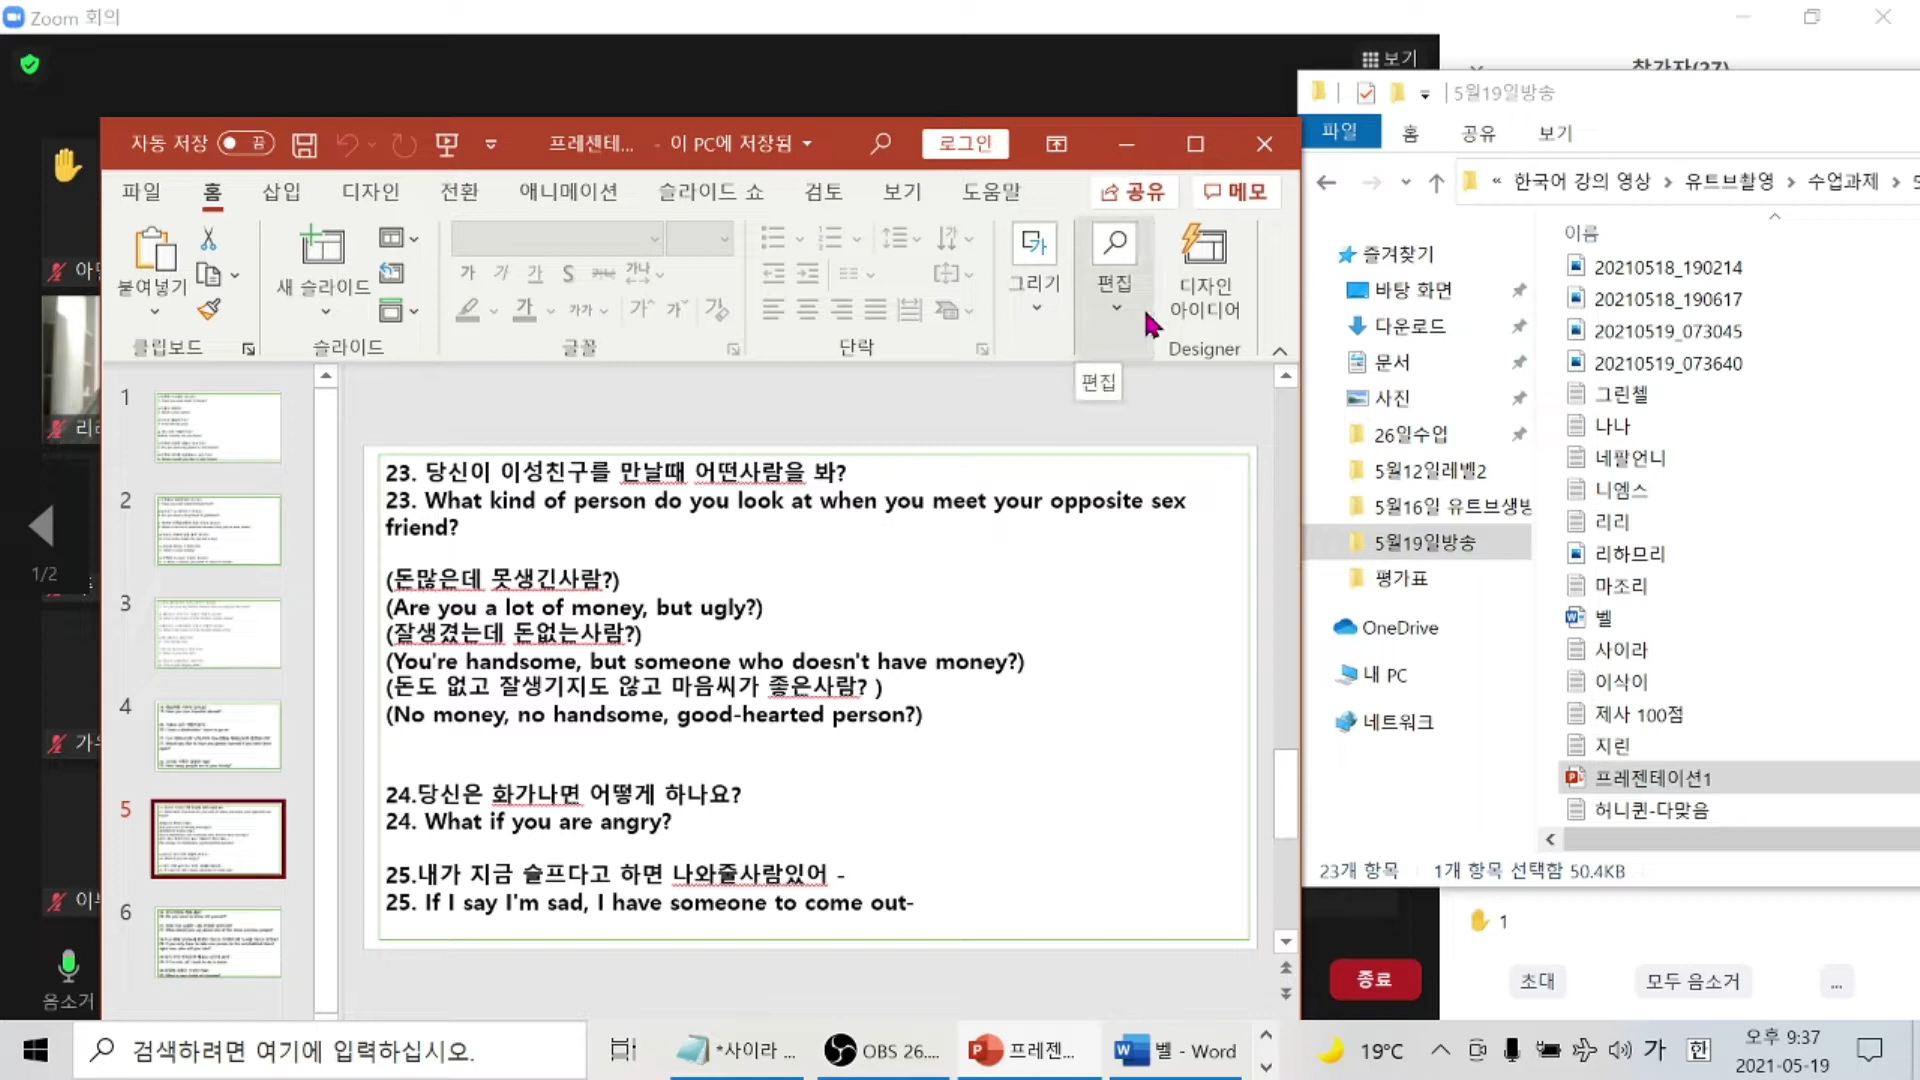 Zoom 회의
보기
참가자(27)
5월19일방송
자동 저장
끔
프레젠테...
- 이 PC에 저장됨
로그인
파일 홈 공유 보기
파일 홈 삽입 디자인 전환 애니메이션 슬라이드 쇼 검토 보기 도움말
공유
메모
« 한국어 강의 영상 › 유트브촬영 › 수업과제 › 5
붙여넣기
새 슬라이드
그리기
편집
디자인
아이디어
클립보드
슬라이드
글꼴
단락
Designer
편집
이름
즐겨찾기
바탕 화면
다운로드
문서
사진
26일수업
5월12일레벨2
5월16일 유트브생방
5월19일방송
평가표
OneDrive
내 PC
네트워크
20210518_190214
20210518_190617
20210519_073045
20210519_073640
그린첼
나나
네팔언니
니엠스
리리
리하므리
마조리
벨
사이라
이삭이
제사 100점
지린
프레젠테이션1
허니퀸-다맞음
23개 항목
1개 항목 선택함 50.4KB
1
2
3
4
5
6
23. 당신이 이성친구를 만날때 어떤사람을 봐?
23. What kind of person do you look at when you meet your opposite sex
friend?
(돈많은데 못생긴사람?)
(Are you a lot of money, but ugly?)
(잘생겼는데 돈없는사람?)
(You're handsome, but someone who doesn't have money?)
(돈도 없고 잘생기지도 않고 마음씨가 좋은사람? )
(No money, no handsome, good-hearted person?)
24.당신은 화가나면 어떻게 하나요?
24. What if you are angry?
25.내가 지금 슬프다고 하면 나와줄사람있어 -
25. If I say I'm sad, I have someone to come out-
1/2
음소거
1
종료
초대
모두 음소거
...
검색하려면 여기에 입력하십시오.
*사이라 ...
OBS 26....
프레젠...
벨 - Word
19°C
가
한
오후 9:37
2021-05-19